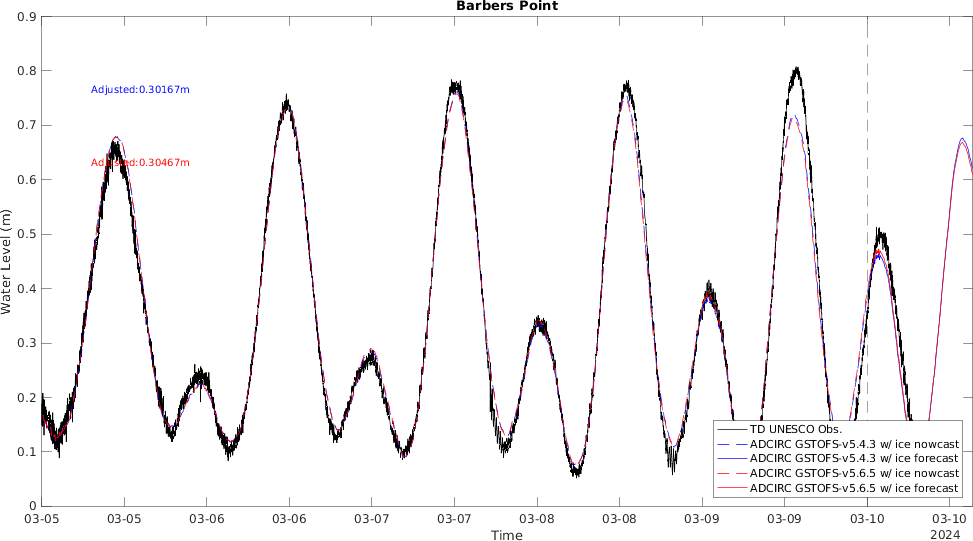 Barbers Point
0.9
0.8
0.7
0.6
0.5
0.4
0.3
0.2
0.1
0
Water Level (m)
Adjusted:0.30167m
Adjusted:0.30467m
TD UNESCO Obs.
ADCIRC GSTOFS-v5.4.3 w/ ice nowcast
ADCIRC GSTOFS-v5.4.3 w/ ice forecast
ADCIRC GSTOFS-v5.6.5 w/ ice nowcast
ADCIRC GSTOFS-v5.6.5 w/ ice forecast
03-05 03-05 03-06 03-06 03-07 03-07 03-08 03-08 03-09 03-09 03-10 03-10
2024
Time